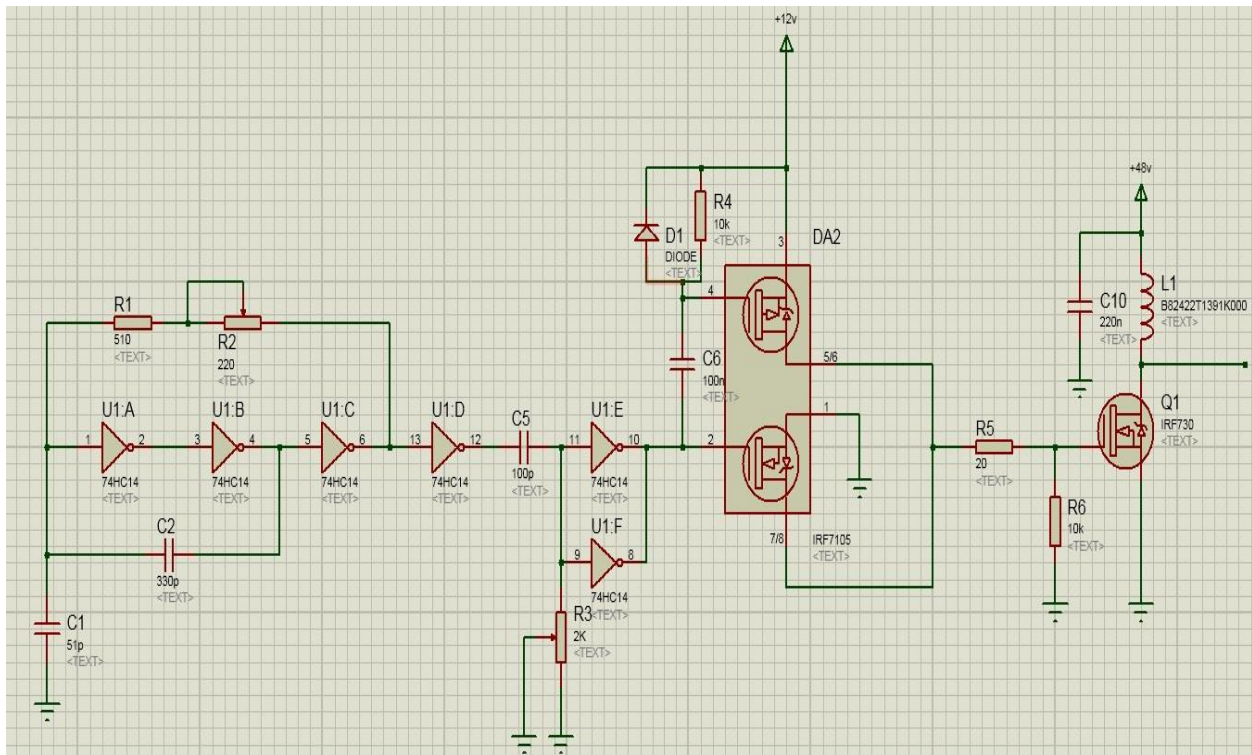 +12v
+48v
R4
10k
<TEXT>
D1
DIODE
<TEXT>
3
DA2
4
L1
B82422T1391K000
<TEXT>
C10
220n
<TEXT>
R1
510
<TEXT>
R2
220
<TEXT>
C6
100n
<TEXT>
5/6
1
Q1
IRF730
<TEXT>
U1:A
1
2
74HC14
<TEXT>
U1:B
3
4
74HC14
<TEXT>
U1:C
5
6
74HC14
<TEXT>
U1:D
13
12
74HC14
<TEXT>
C5
100p
<TEXT>
U1:E
11
10
74HC14
<TEXT>
2
R5
20
<TEXT>
R6
10k
<TEXT>
C2
330p
<TEXT>
U1:F
9
8
74HC14
<TEXT>
7/8
IRF7105
<TEXT>
R3
2K
<TEXT>
C1
51p
<TEXT>